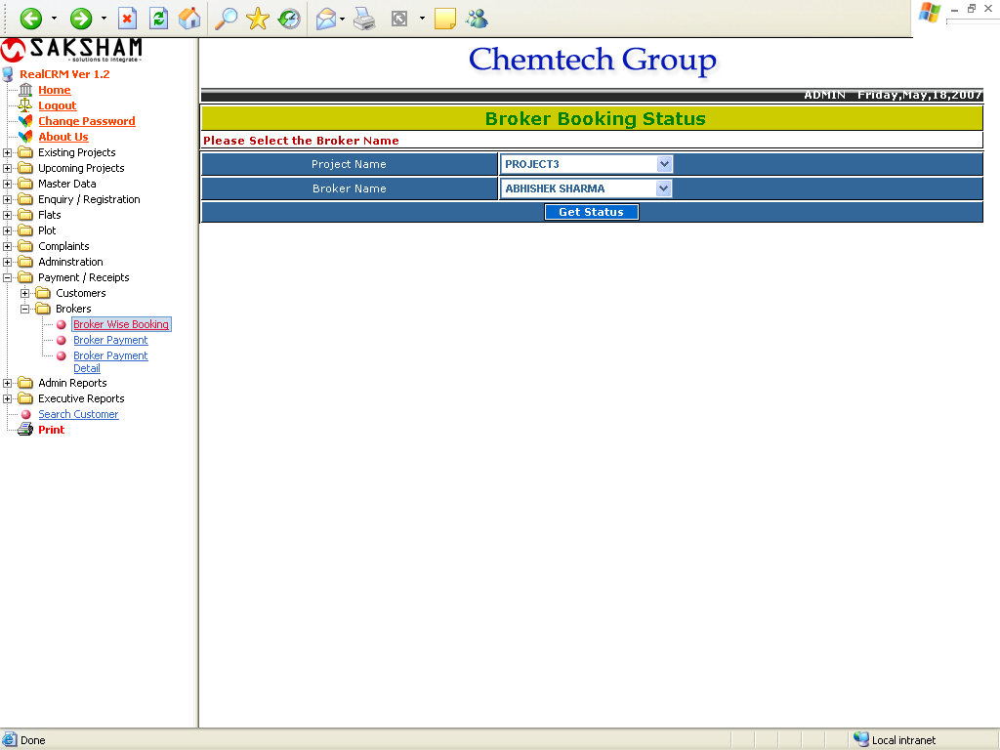 SAKSHAM
- solutions to integrate -
RealCRM Ver 1.2
Home
Logout
Change Password
About Us
Existing Projects
Upcoming Projects
Master Data
Enquiry / Registration
Flats
Plot
Complaints
Adminstration
Payment / Receipts
Customers
Brokers
Broker Wise Booking
Broker Payment
Broker Payment
Detail
Admin Reports
Executive Reports
Search Customer
Print
Chemtech Group
ADMIN Friday,May,18,2007
Broker Booking Status
Please Select the Broker Name
Project Name PROJECT3
Broker Name ABHISHEK SHARMA
Get Status
Done Local intranet